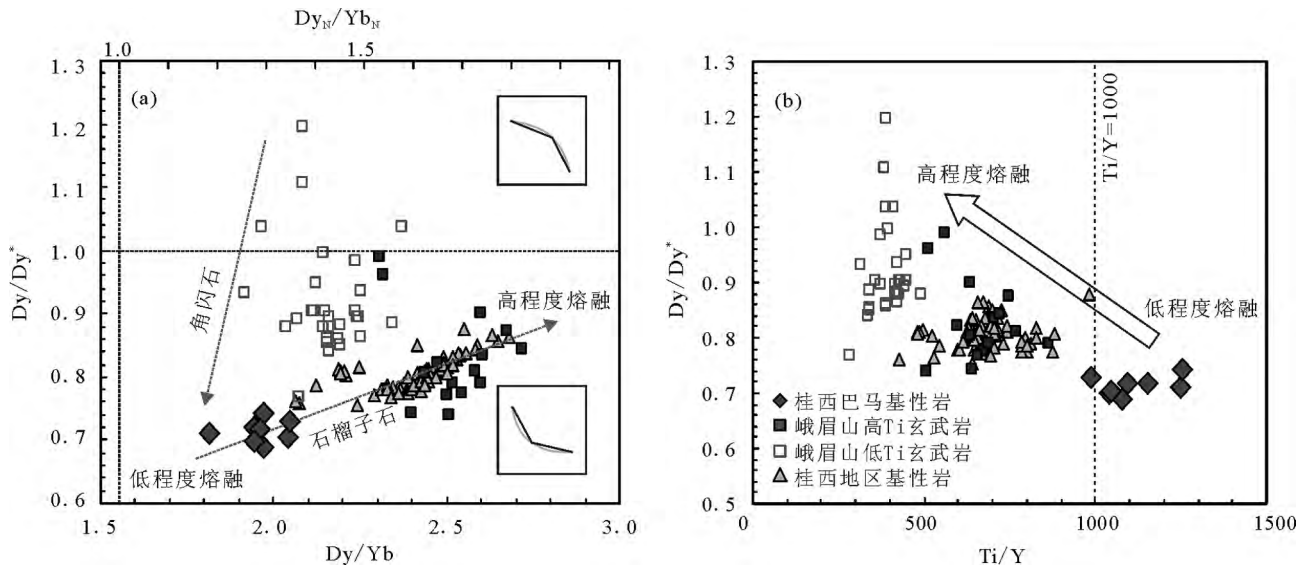 Dy_N/Yb_N
1.0
1.5
1.3
1.2
1.1
1.0
0.9
0.8
0.7
0.6
(a)
角闪石
高程度熔融
石榴子石
低程度熔融
Dy/Dy*
1.5
2.0
2.5
3.0
Dy/Yb
1.3
1.2
1.1
1.0
0.9
0.8
0.7
0.6
0.5
(b)
Ti/Y=1000
高程度熔融
低程度熔融
桂西巴马基性岩
峨眉山高Ti玄武岩
峨眉山低Ti玄武岩
桂西地区基性岩
Dy/Dy*
0
500
1000
1500
Ti/Y